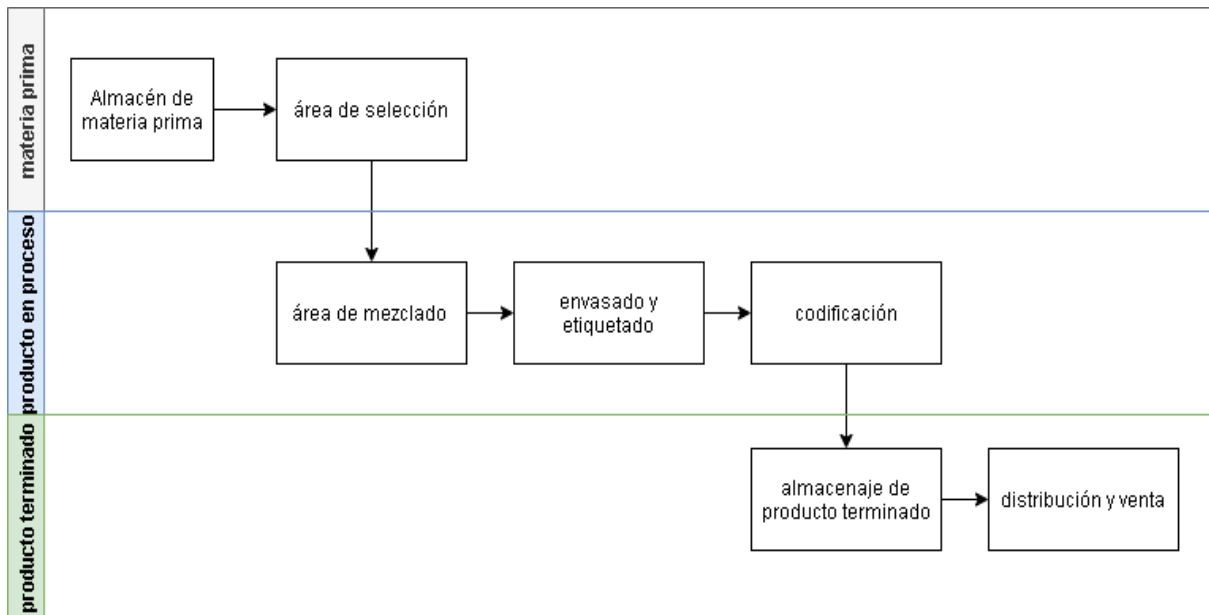 materia prima
Almacén de
materia prima
área de selección
producto en proceso
área de mezclado
envasado y
etiquetado
codificación
producto terminado
almacenaje de
producto terminado
distribución y venta